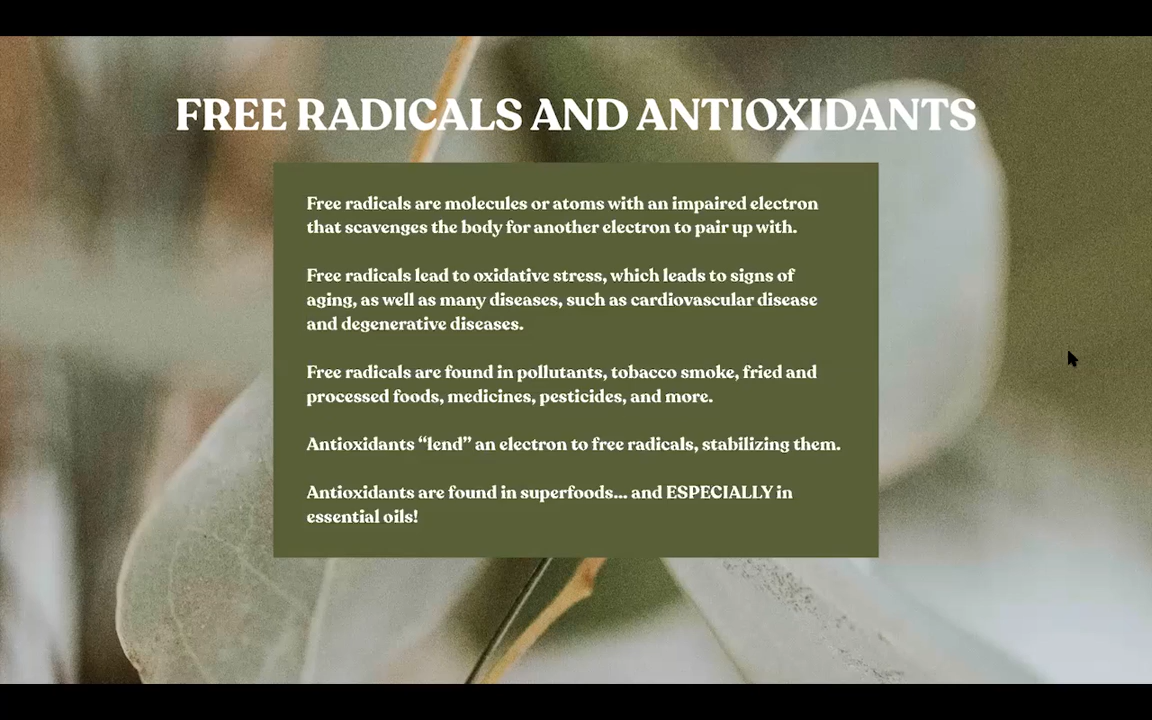 FREE RADICALS AND ANTIOXIDANTS
Free radicals are molecules or atoms with an impaired electron
that scavenges the body for another electron to pair up with.
Free radicals lead to oxidative stress, which leads to signs of
aging, as well as many diseases, such as cardiovascular disease
and degenerative diseases.
Free radicals are found in pollutants, tobacco smoke, fried and
processed foods, medicines, pesticides, and more.
Antioxidants “lend” an electron to free radicals, stabilizing them.
Antioxidants are found in superfoods... and ESPECIALLY in
essential oils!